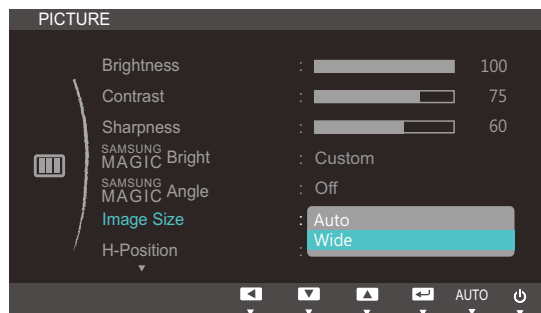 PICTURE
Brightness : 100
Contrast : 75
Sharpness : 60
SAMSUNG MAGIC Bright : Custom
SAMSUNG MAGIC Angle : Off
Image Size : Auto
Wide
H-Position :
AUTO